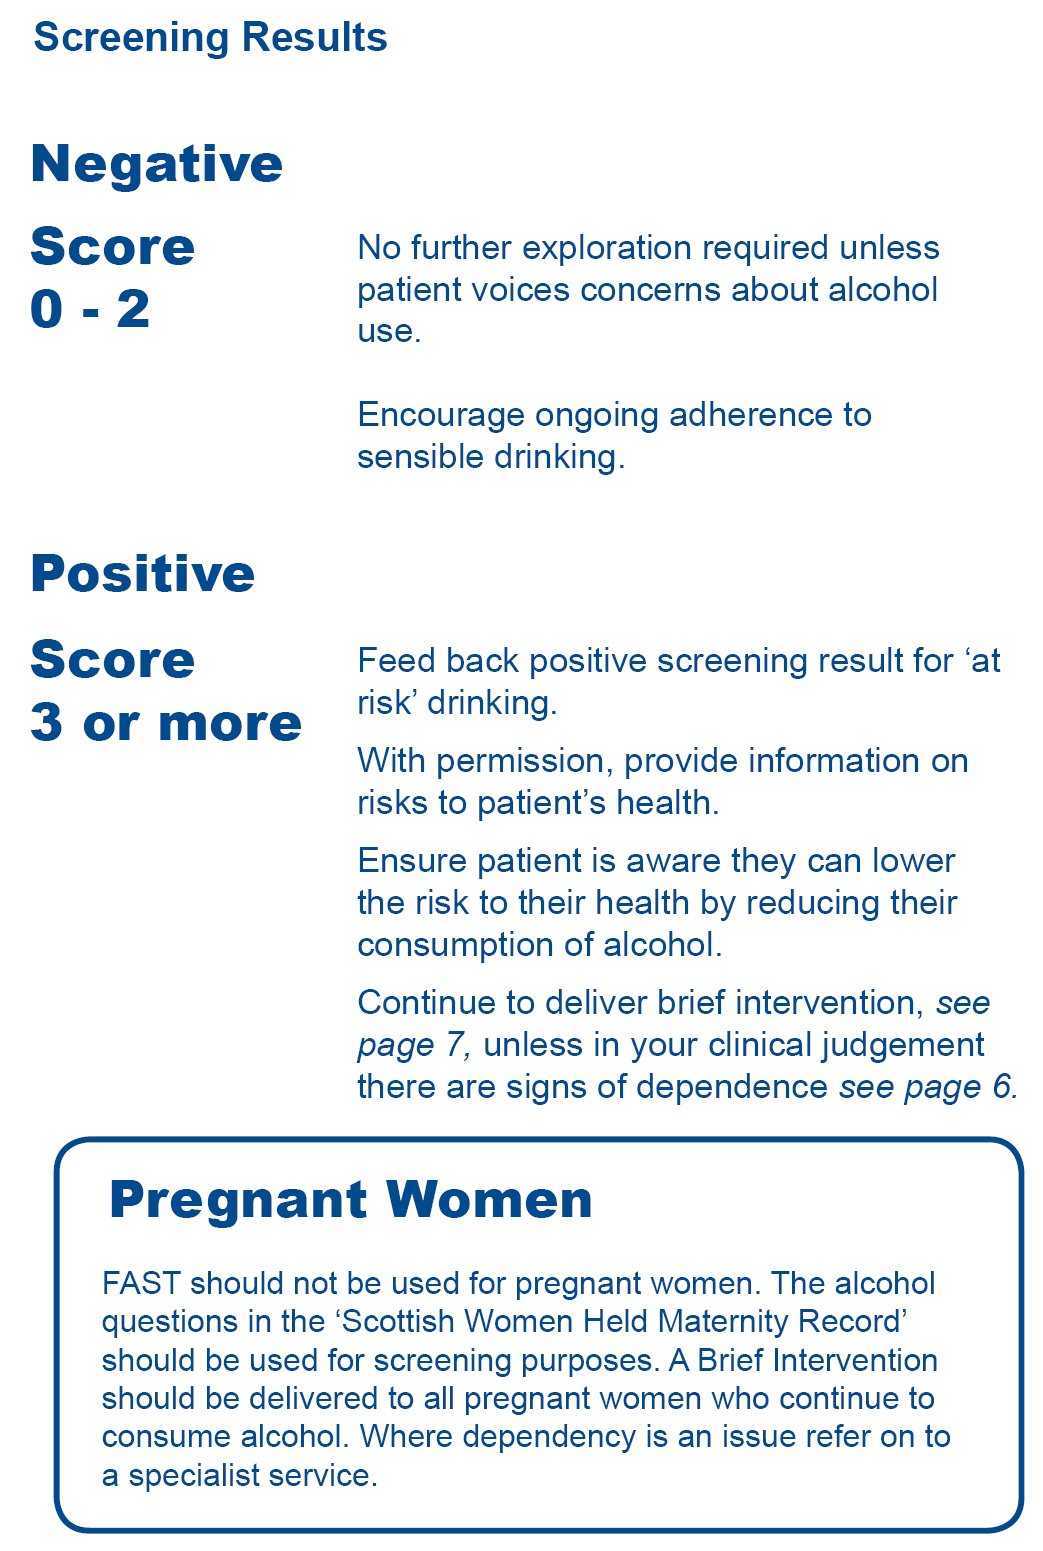 Screening Results
Negative
Score
0 - 2
No further exploration required unless
patient voices concerns about alcohol
use.
Encourage ongoing adherence to
sensible drinking.
Positive
Score
3 or more
Feed back positive screening result for ‘at
risk’ drinking.
With permission, provide information on
risks to patient’s health.
Ensure patient is aware they can lower
the risk to their health by reducing their
consumption of alcohol.
Continue to deliver brief intervention, see
page 7, unless in your clinical judgement
there are signs of dependence see page 6.
Pregnant Women
FAST should not be used for pregnant women. The alcohol
questions in the ‘Scottish Women Held Maternity Record’
should be used for screening purposes. A Brief Intervention
should be delivered to all pregnant women who continue to
consume alcohol. Where dependency is an issue refer on to
a specialist service.